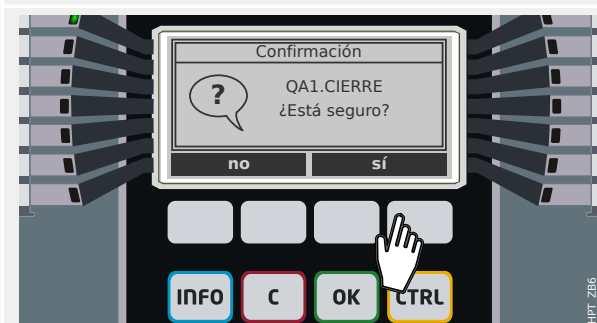 Confirmación
?
QA1.CIERRE
¿Está seguro?
no sí
INFO C OK CTRL
HPT_ZB6